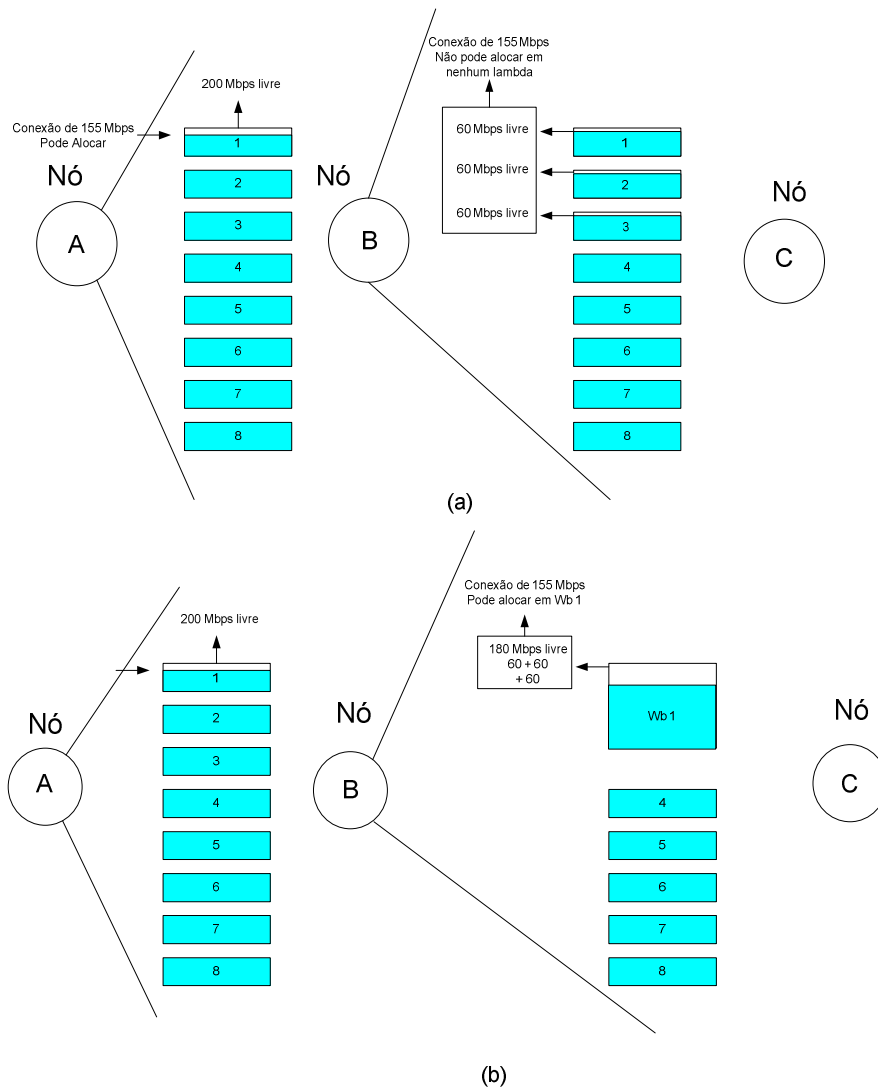 Conexão de 155 Mbps
Não pode alocar em
nenhum lambda
200 Mbps livre
Conexão de 155 Mbps
Pode Alocar
Nó
A
1
2
3
4
5
6
7
8
Nó
B
60 Mbps livre
60 Mbps livre
60 Mbps livre
1
2
3
4
5
6
7
8
Nó
C
(a)
200 Mbps livre
Nó
A
1
2
3
4
5
6
7
8
Nó
B
Conexão de 155 Mbps
Pode alocar em Wb 1
180 Mbps livre
60 + 60
+ 60
Wb 1
4
5
6
7
8
Nó
C
(b)